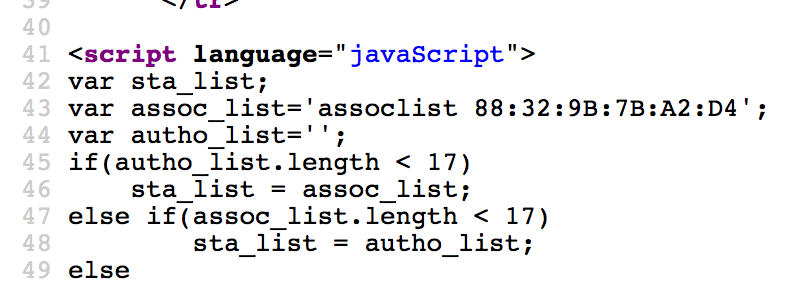 39 </tr>
40
41 <script language="javaScript">
42 var sta_list;
43 var assoc_list='assoclist 88:32:9B:7B:A2:D4';
44 var autho_list='';
45 if(autho_list.length < 17)
46 sta_list = assoc_list;
47 else if(assoc_list.length < 17)
48 sta_list = autho_list;
49 else